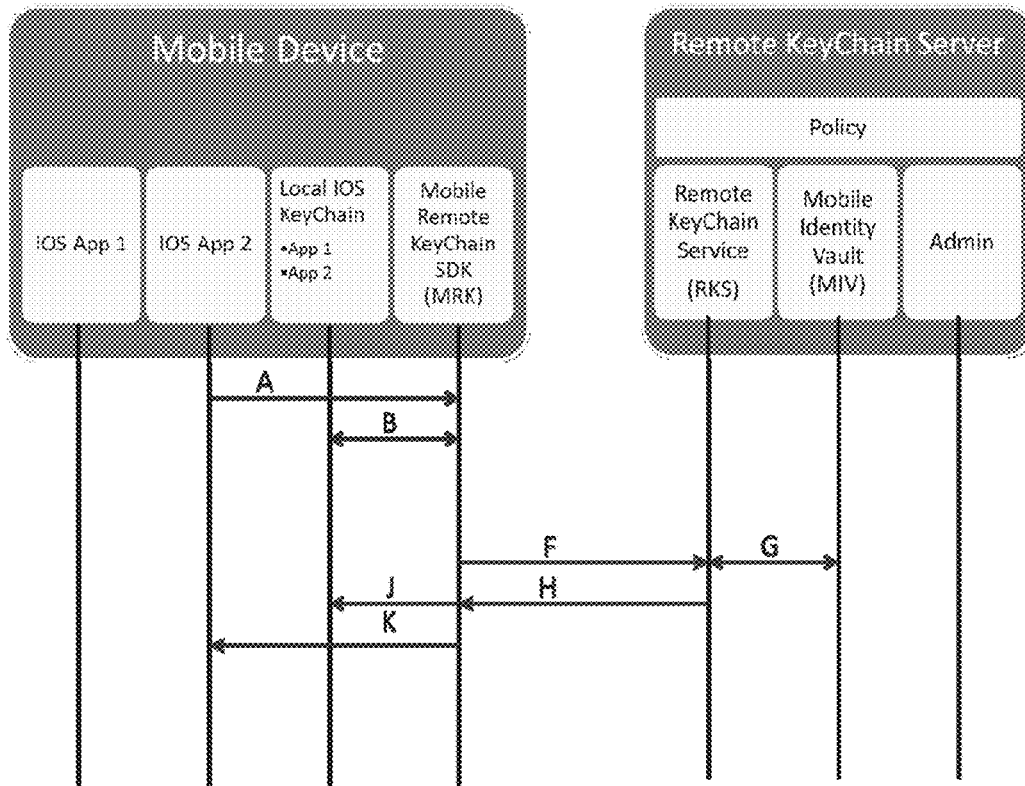 Mobile Device
Remote KeyChain Server
Policy
IOS App 1
IOS App 2
Local IOS
KeyChain
•App 1
•App 2
Mobile
Remote
KeyChain
SDK
(MRK)
Remote
KeyChain
Service
(RKS)
Mobile
Identity
Vault
(MIV)
Admin
A
B
F
G
J
H
K